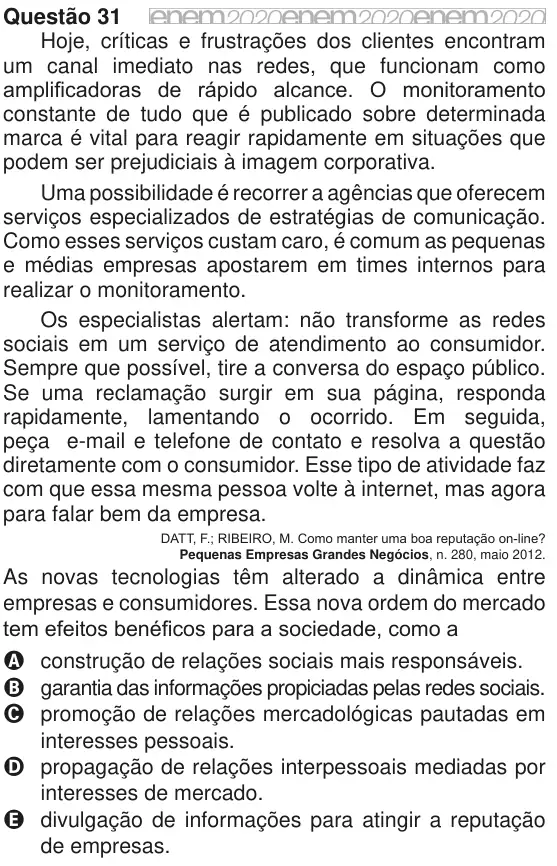 Questão 31 enem2020enem2020enem2020
Hoje, críticas e frustrações dos clientes encontram
um canal imediato nas redes, que funcionam como
amplificadoras de rápido alcance. O monitoramento
constante de tudo que é publicado sobre determinada
marca é vital para reagir rapidamente em situações que
podem ser prejudiciais à imagem corporativa.
Uma possibilidade é recorrer a agências que oferecem
serviços especializados de estratégias de comunicação.
Como esses serviços custam caro, é comum as pequenas
e médias empresas apostarem em times internos para
realizar o monitoramento.
Os especialistas alertam: não transforme as redes
sociais em um serviço de atendimento ao consumidor.
Sempre que possível, tire a conversa do espaço público.
Se uma reclamação surgir em sua página, responda
rapidamente, lamentando o ocorrido. Em seguida,
peça e-mail e telefone de contato e resolva a questão
diretamente com o consumidor. Esse tipo de atividade faz
com que essa mesma pessoa volte à internet, mas agora
para falar bem da empresa.
DATT, F.; RIBEIRO, M. Como manter uma boa reputação on-line?
Pequenas Empresas Grandes Negócios, n. 280, maio 2012.
As novas tecnologias têm alterado a dinâmica entre
empresas e consumidores. Essa nova ordem do mercado
tem efeitos benéficos para a sociedade, como a
A construção de relações sociais mais responsáveis.
B garantia das informações propiciadas pelas redes sociais.
C promoção de relações mercadológicas pautadas em
interesses pessoais.
D propagação de relações interpessoais mediadas por
interesses de mercado.
E divulgação de informações para atingir a reputação
de empresas.